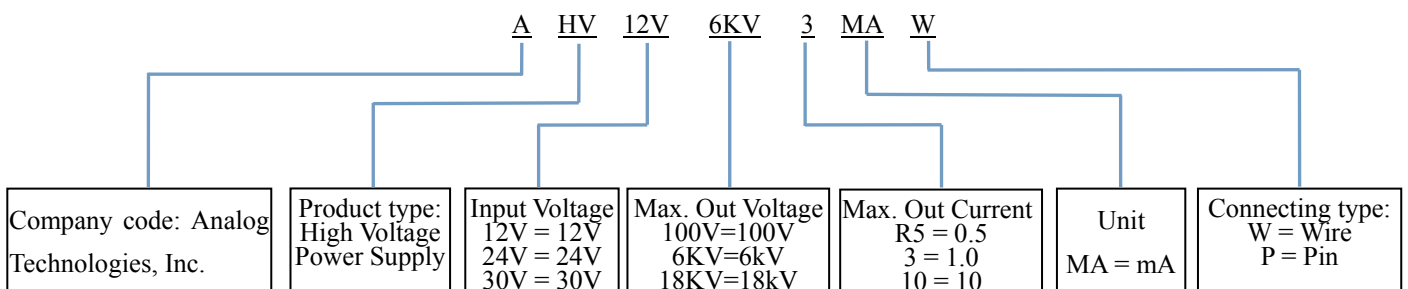 A HV 12V 6KV 3 MA W
Company code: Analog
Technologies, Inc.
Product type:
High Voltage
Power Supply
Input Voltage
12V = 12V
24V = 24V
30V = 30V
Max. Out Voltage
100V=100V
6KV=6kV
18KV=18kV
Max. Out Current
R5 = 0.5
3 = 1.0
10 = 10
Unit
MA = mA
Connecting type:
W = Wire
P = Pin